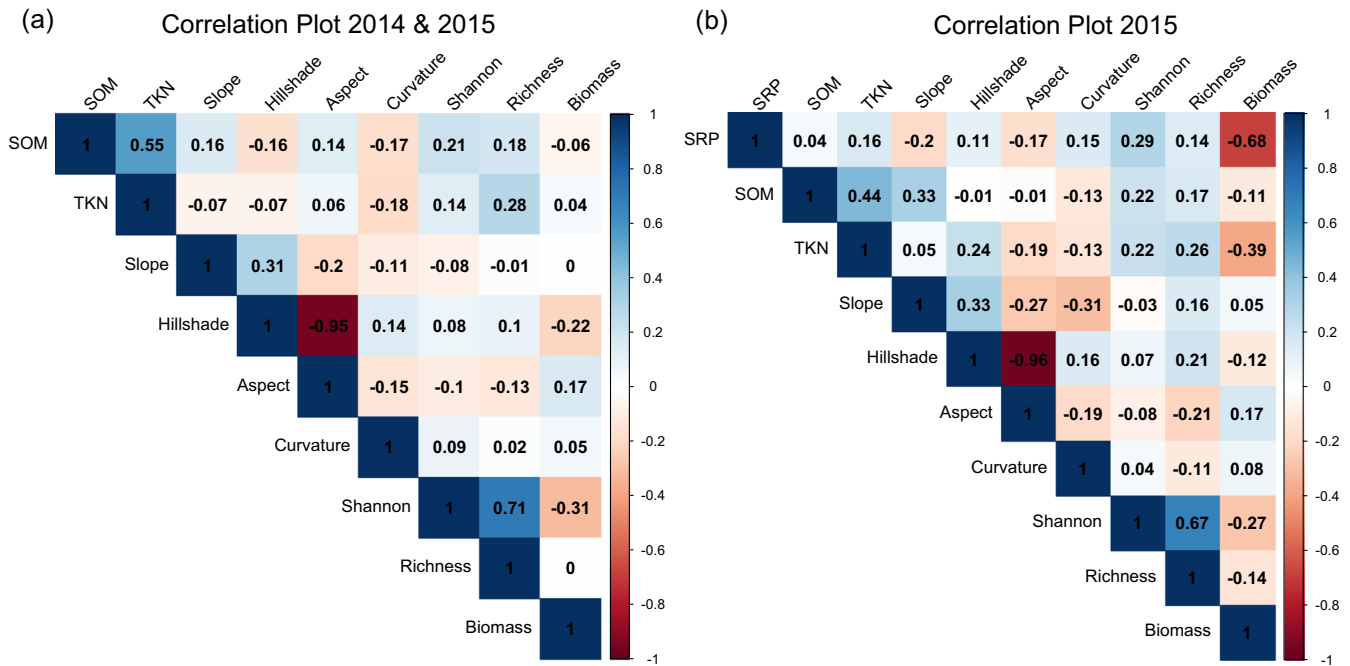 (a)
Correlation Plot 2014 & 2015
SOM TKN Slope Hillshade Aspect Curvature Shannon Richness Biomass
SOM 1 0.55 0.16 -0.16 0.14 -0.17 0.21 0.18 -0.06
TKN 1 -0.07 -0.07 0.06 -0.18 0.14 0.28 0.04
Slope 1 0.31 -0.2 -0.11 -0.08 -0.01 0
Hillshade 1 -0.95 0.14 0.08 0.1 -0.22
Aspect 1 -0.15 -0.1 -0.13 0.17
Curvature 1 0.09 0.02 0.05
Shannon 1 0.71 -0.31
Richness 1 0
Biomass 1
1
0.8
0.6
0.4
0.2
0
-0.2
-0.4
-0.6
-0.8
-1
(b)
Correlation Plot 2015
SRP SOM TKN Slope Hillshade Aspect Curvature Shannon Richness Biomass
SRP 1 0.04 0.16 -0.2 0.11 -0.17 0.15 0.29 0.14 -0.68
SOM 1 0.44 0.33 -0.01 -0.01 -0.13 0.22 0.17 -0.11
TKN 1 0.05 0.24 -0.19 -0.13 0.22 0.26 -0.39
Slope 1 0.33 -0.27 -0.31 -0.03 0.16 0.05
Hillshade 1 -0.96 0.16 0.07 0.21 -0.12
Aspect 1 -0.19 -0.08 -0.21 0.17
Curvature 1 0.04 -0.11 0.08
Shannon 1 0.67 -0.27
Richness 1 -0.14
Biomass 1
1
0.8
0.6
0.4
0.2
0
-0.2
-0.4
-0.6
-0.8
-1